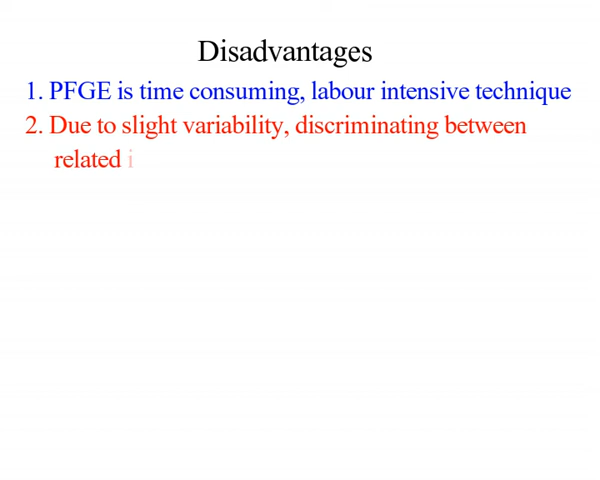 Disadvantages
1. PFGE is time consuming, labour intensive technique
2. Due to slight variability, discriminating between
related i